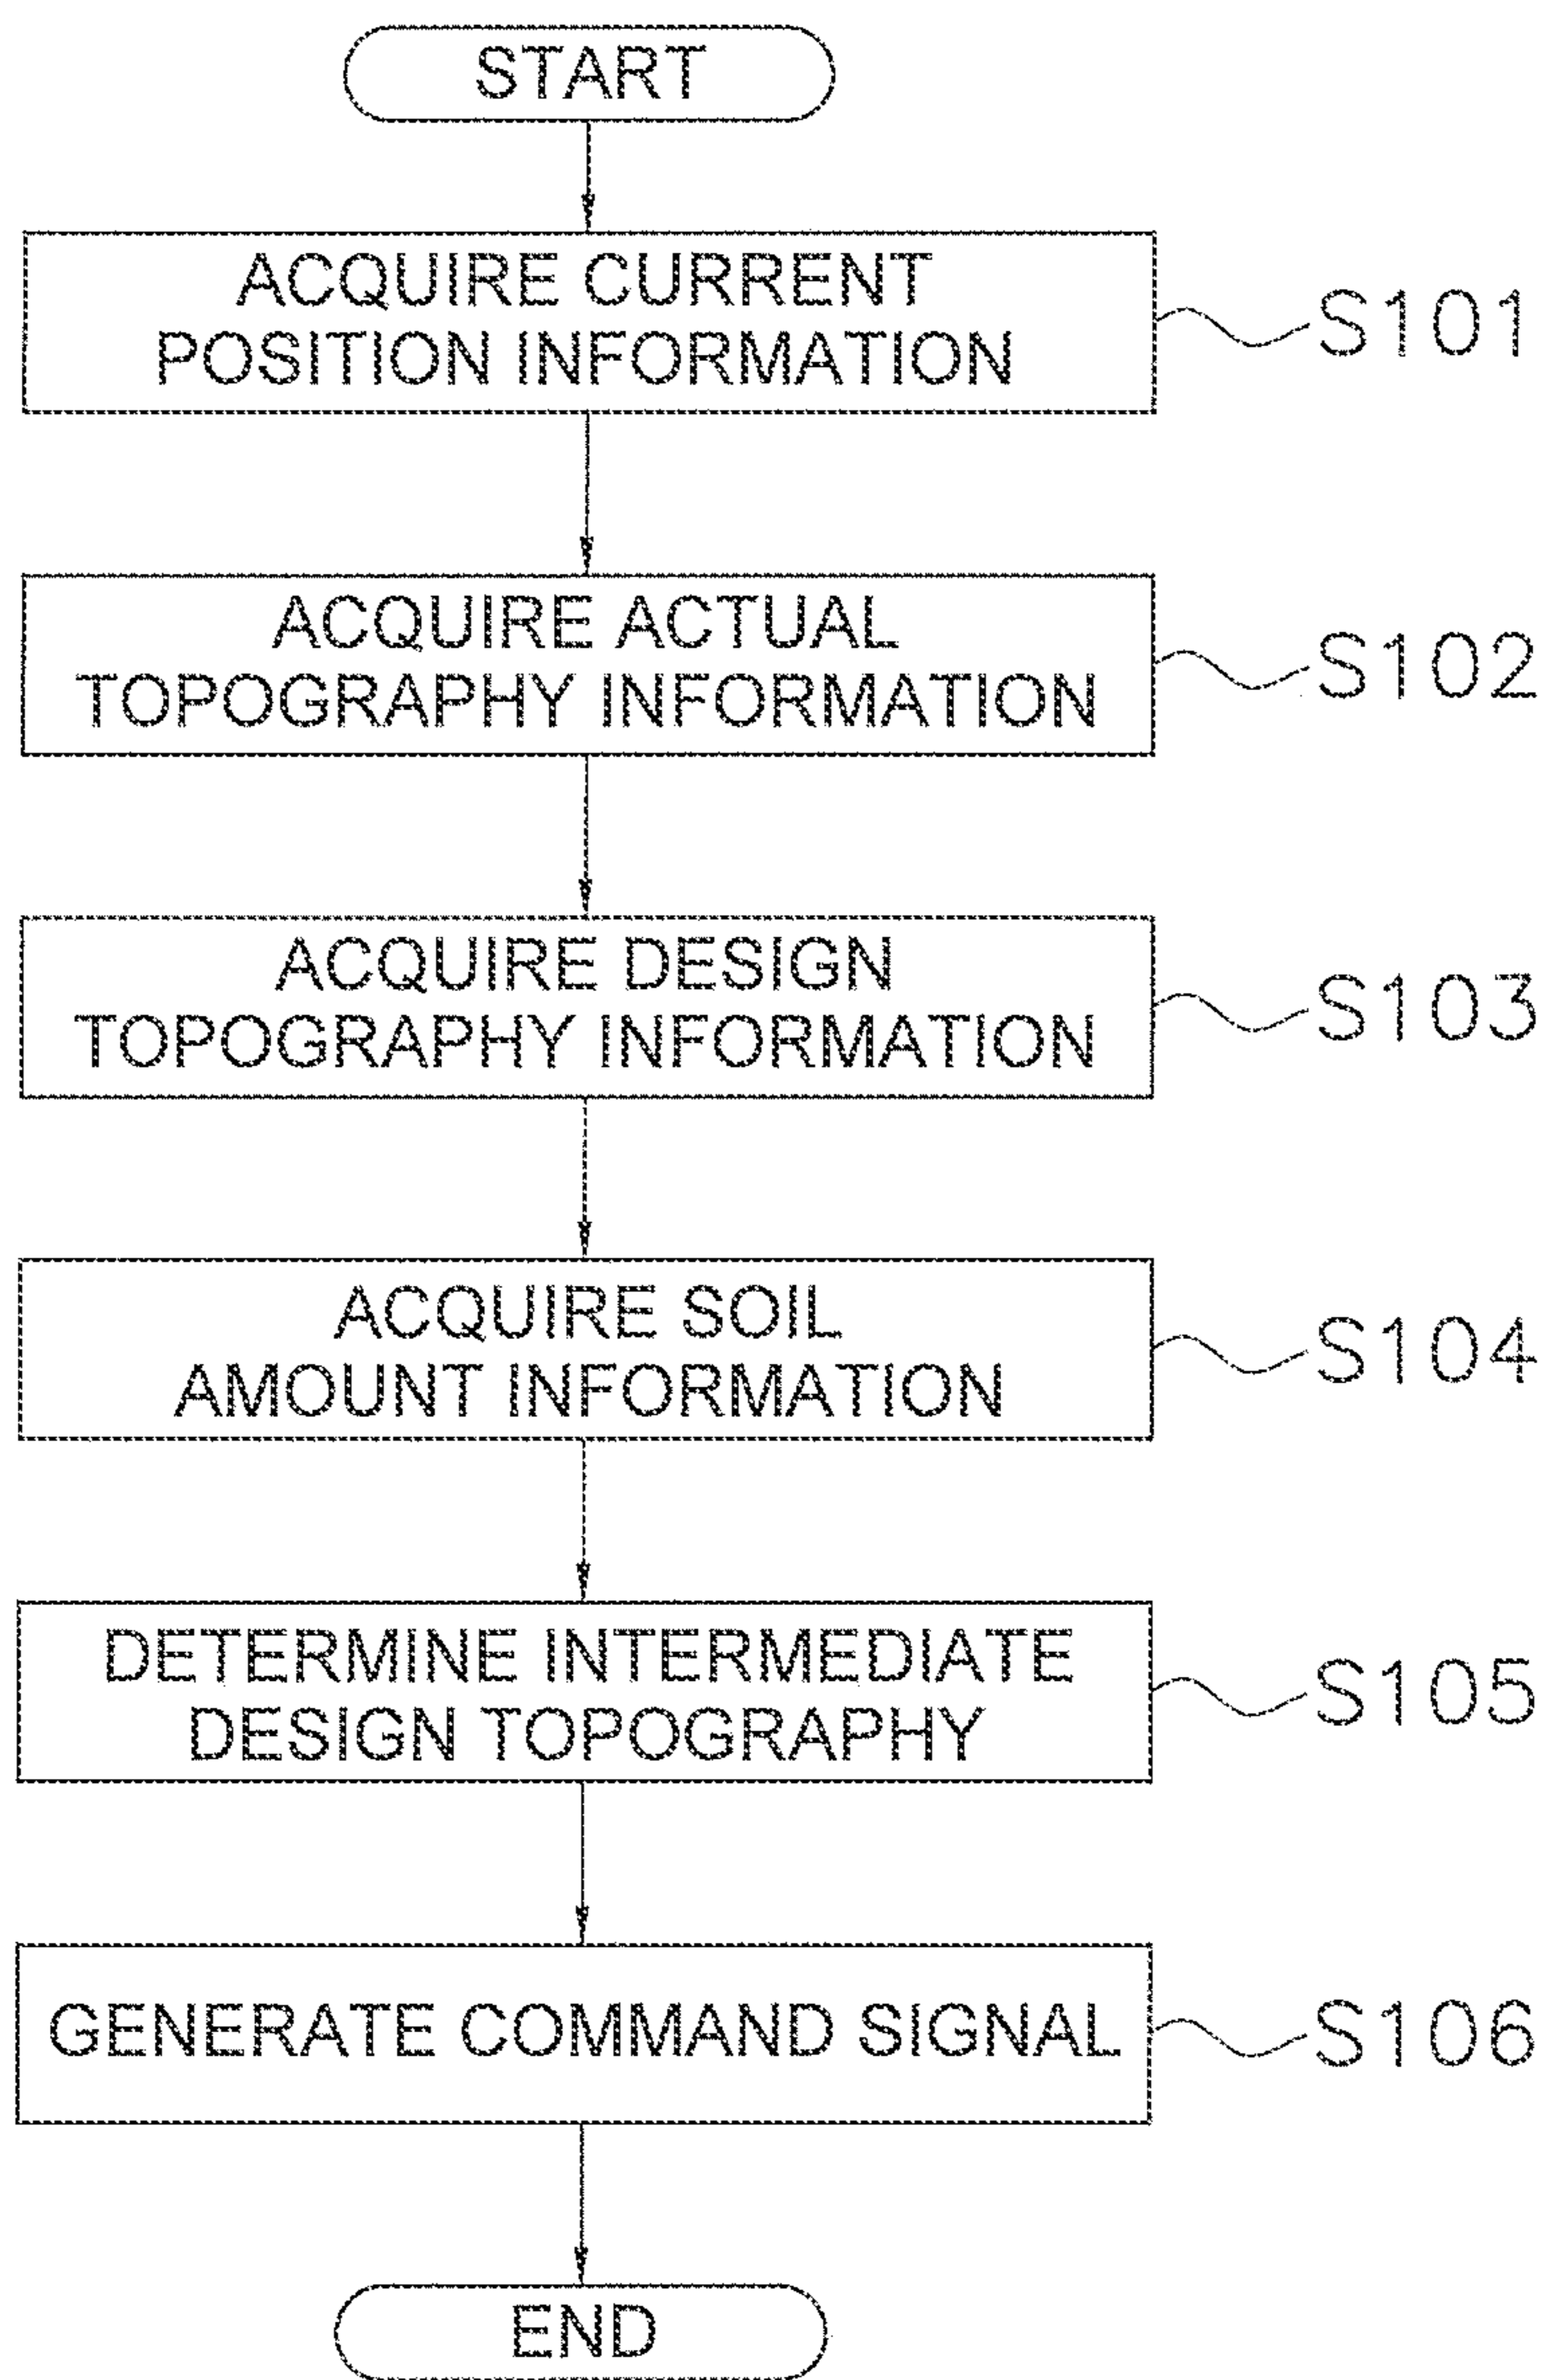 START
ACQUIRE CURRENT
POSITION INFORMATION
S101
ACQUIRE ACTUAL
TOPOGRAPHY INFORMATION
S102
ACQUIRE DESIGN
TOPOGRAPHY INFORMATION
S103
ACQUIRE SOIL
AMOUNT INFORMATION
S104
DETERMINE INTERMEDIATE
DESIGN TOPOGRAPHY
S105
GENERATE COMMAND SIGNAL
S106
END